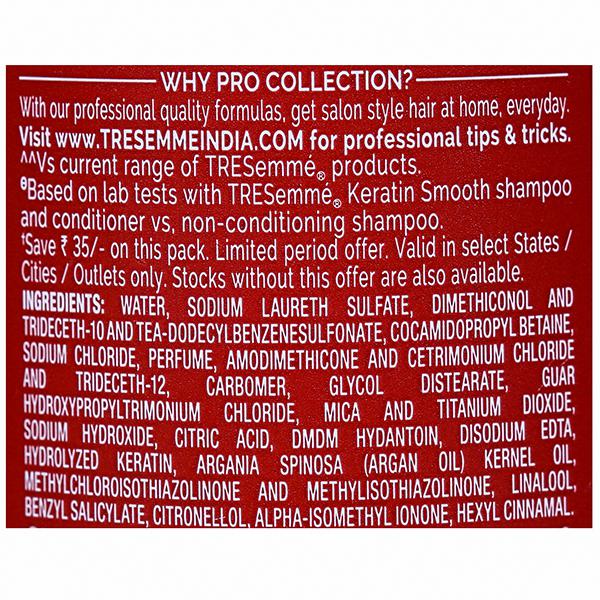 WHY PRO COLLECTION?
With our professional quality formulas, get salon style hair at home, everyday.
Visit www.TRESEMMEINDIA.COM for professional tips & tricks.
^^Vs current range of TRESemmé® products.
®Based on lab tests with TRESemmé® Keratin Smooth shampoo
and conditioner vs, non-conditioning shampoo.
†Save ₹ 35/- on this pack. Limited period offer. Valid in select States /
Cities / Outlets only. Stocks without this offer are also available.
INGREDIENTS: WATER, SODIUM LAURETH SULFATE, DIMETHICONOL AND
TRIDECETH-10 AND TEA-DODECYLBENZENESULFONATE, COCAMIDOPROPYL BETAINE,
SODIUM CHLORIDE, PERFUME, AMODIMETHICONE AND CETRIMONIUM CHLORIDE
AND TRIDECETH-12, CARBOMER, GLYCOL DISTEARATE, GUAR
HYDROXYPROPYLTRIMONIUM CHLORIDE, MICA AND TITANIUM DIOXIDE,
SODIUM HYDROXIDE, CITRIC ACID, DMDM HYDANTOIN, DISODIUM EDTA,
HYDROLYZED KERATIN, ARGANIA SPINOSA (ARGAN OIL) KERNEL OIL,
METHYLCHLOROISOTHIAZOLINONE AND METHYLISOTHIAZOLINONE, LINALOOL,
BENZYL SALICYLATE, CITRONELLOL, ALPHA-ISOMETHYL IONONE, HEXYL CINNAMAL.